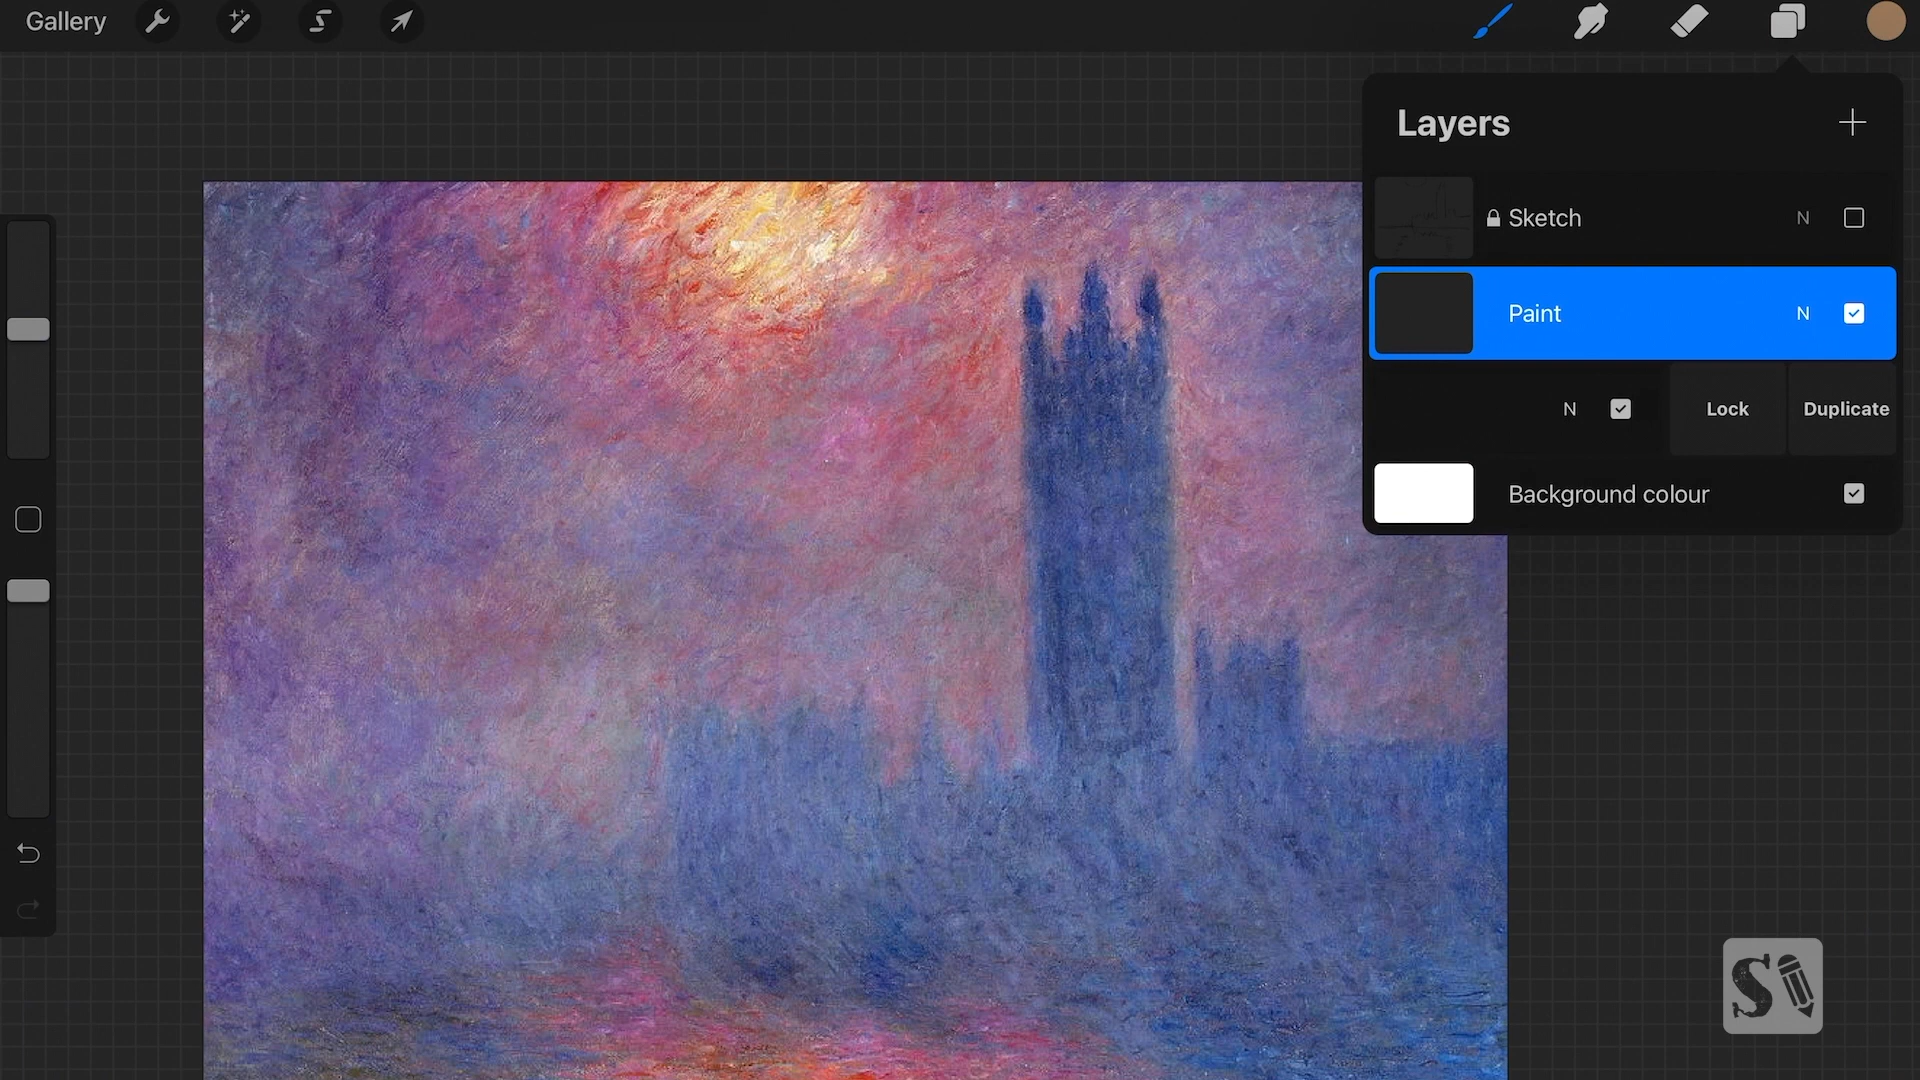 Gallery
Layers
Sketch N
Paint N
N Lock Duplicate
Background colour
S